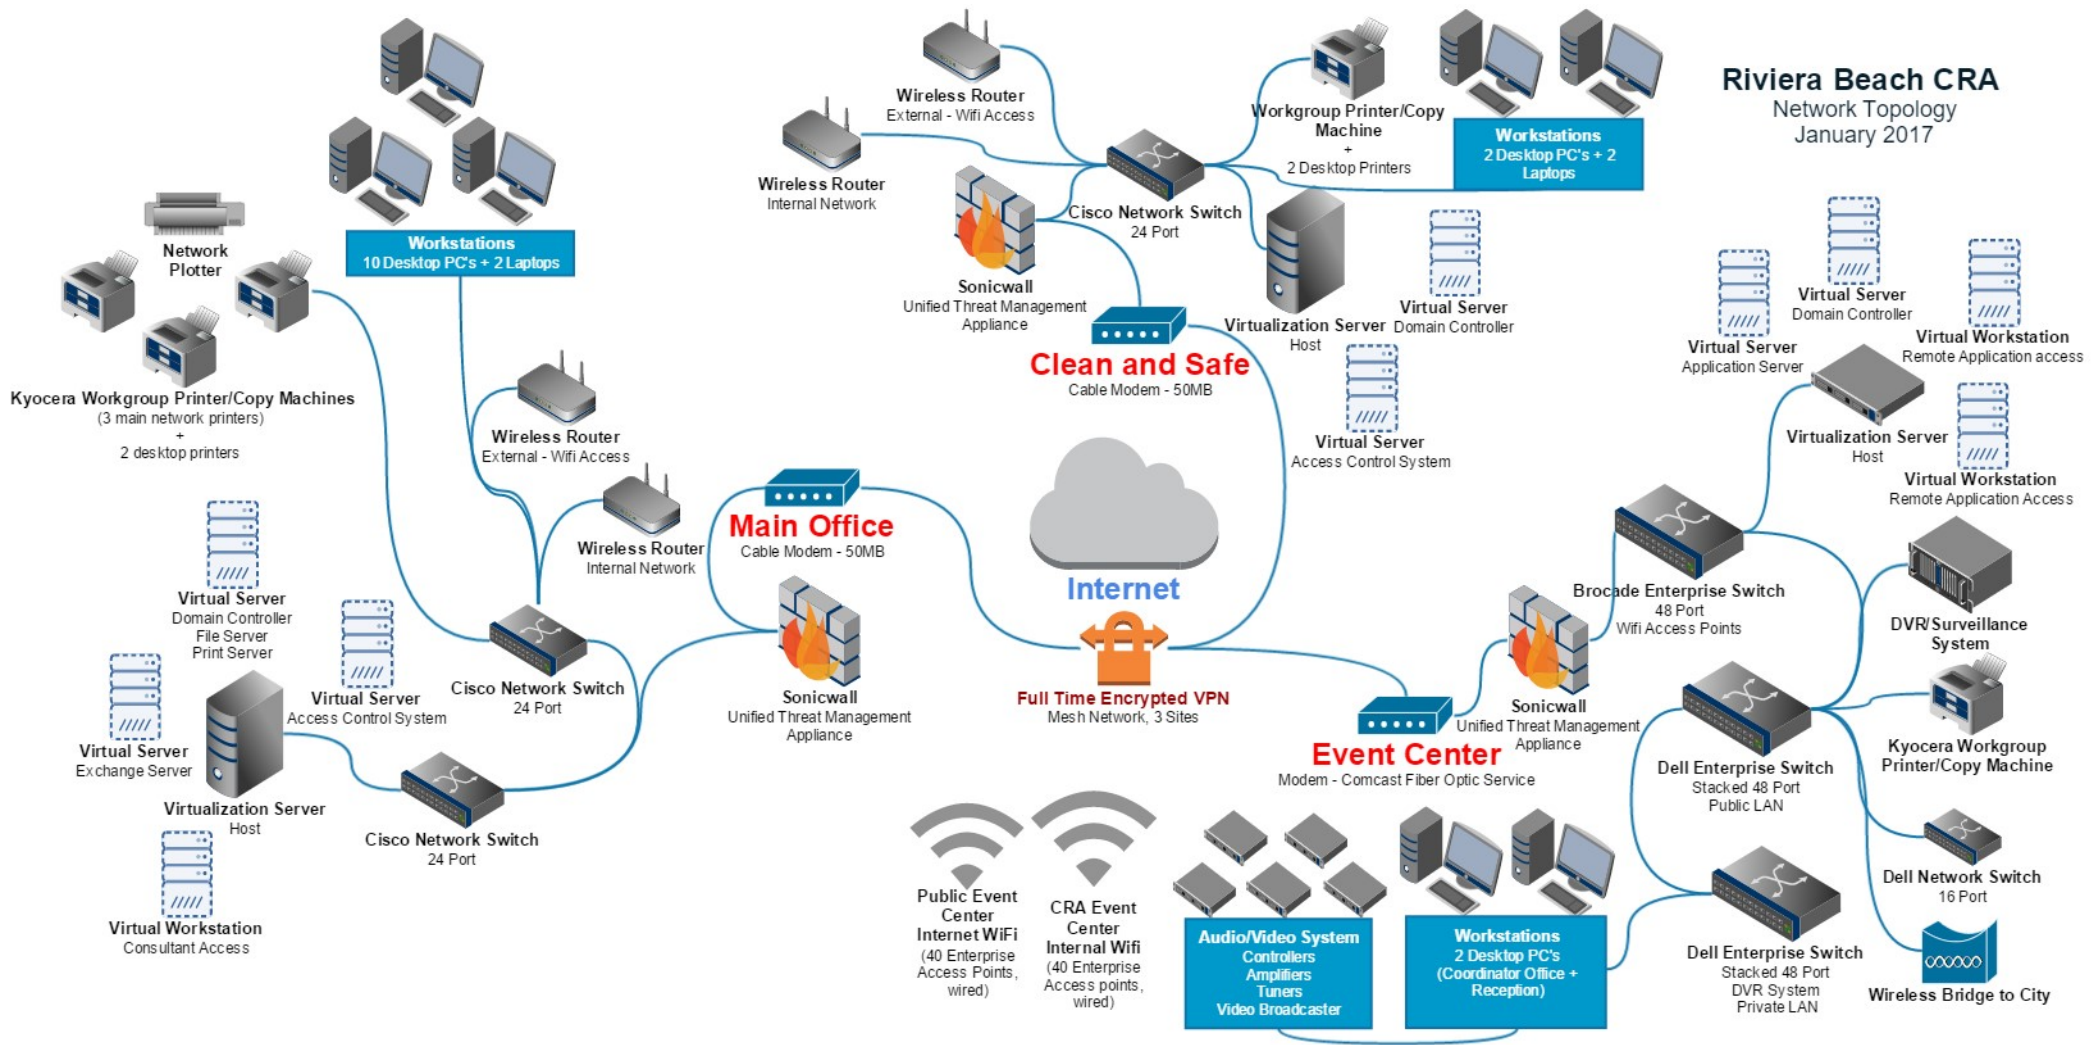 Riviera Beach CRA
Network Topology
January 2017
Wireless Router
External - Wifi Access
Wireless Router
Internal Network
Workgroup Printer/Copy
Machine
+
2 Desktop Printers
Workstations
2 Desktop PC's + 2
Laptops
Cisco Network Switch
24 Port
Sonicwall
Unified Threat Management
Appliance
Virtualization Server
Host
Virtual Server
Domain Controller
Virtual Server
Access Control System
Clean and Safe
Cable Modem - 50MB
Network
Plotter
Workstations
10 Desktop PC's + 2 Laptops
Kyocera Workgroup Printer/Copy Machines
(3 main network printers)
+
2 desktop printers
Wireless Router
External - Wifi Access
Wireless Router
Internal Network
Main Office
Cable Modem - 50MB
Virtual Server
Domain Controller
File Server
Print Server
Virtual Server
Access Control System
Virtual Server
Exchange Server
Virtualization Server
Host
Virtual Workstation
Consultant Access
Cisco Network Switch
24 Port
Cisco Network Switch
24 Port
Sonicwall
Unified Threat Management
Appliance
Internet
Full Time Encrypted VPN
Mesh Network, 3 Sites
Event Center
Modem - Comcast Fiber Optic Service
Sonicwall
Unified Threat Management
Appliance
Virtual Server
Application Server
Virtual Server
Domain Controller
Virtual Workstation
Remote Application access
Virtualization Server
Host
Virtual Workstation
Remote Application Access
Brocade Enterprise Switch
48 Port
Wifi Access Points
DVR/Surveillance
System
Dell Enterprise Switch
Stacked 48 Port
Public LAN
Kyocera Workgroup
Printer/Copy Machine
Dell Network Switch
16 Port
Dell Enterprise Switch
Stacked 48 Port
DVR System
Private LAN
Wireless Bridge to City
Public Event
Center
Internet WiFi
(40 Enterprise
Access Points,
wired)
CRA Event
Center
Internal Wifi
(40 Enterprise
Access points,
wired)
Audio/Video System
Controllers
Amplifiers
Tuners
Video Broadcaster
Workstations
2 Desktop PC's
(Coordinator Office +
Reception)